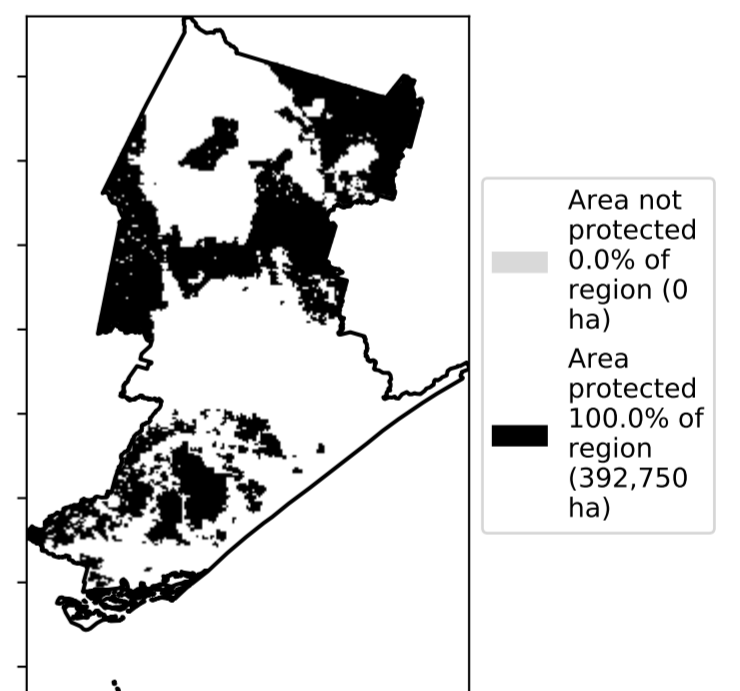 Area not
protected
0.0% of
region (0
ha)
Area
protected
100.0% of
region
(392,750
ha)